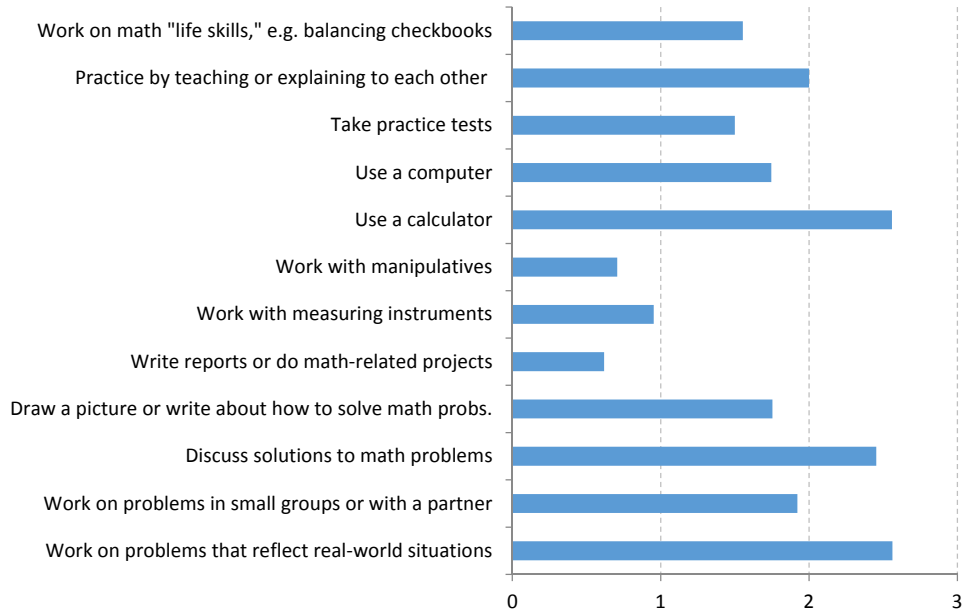 Work on math "life skills," e.g. balancing checkbooks
Practice by teaching or explaining to each other
Take practice tests
Use a computer
Use a calculator
Work with manipulatives
Work with measuring instruments
Write reports or do math-related projects
Draw a picture or write about how to solve math probs.
Discuss solutions to math problems
Work on problems in small groups or with a partner
Work on problems that reflect real-world situations
0 1 2 3